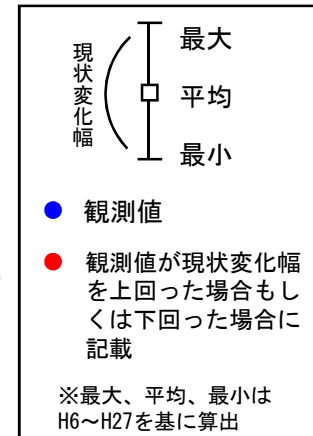 現状変化幅
最大
平均
最小
観測値
観測値が現状変化幅
を上回った場合もし
くは下回った場合に
記載
※最大、平均、最小は
H6～H27を基に算出